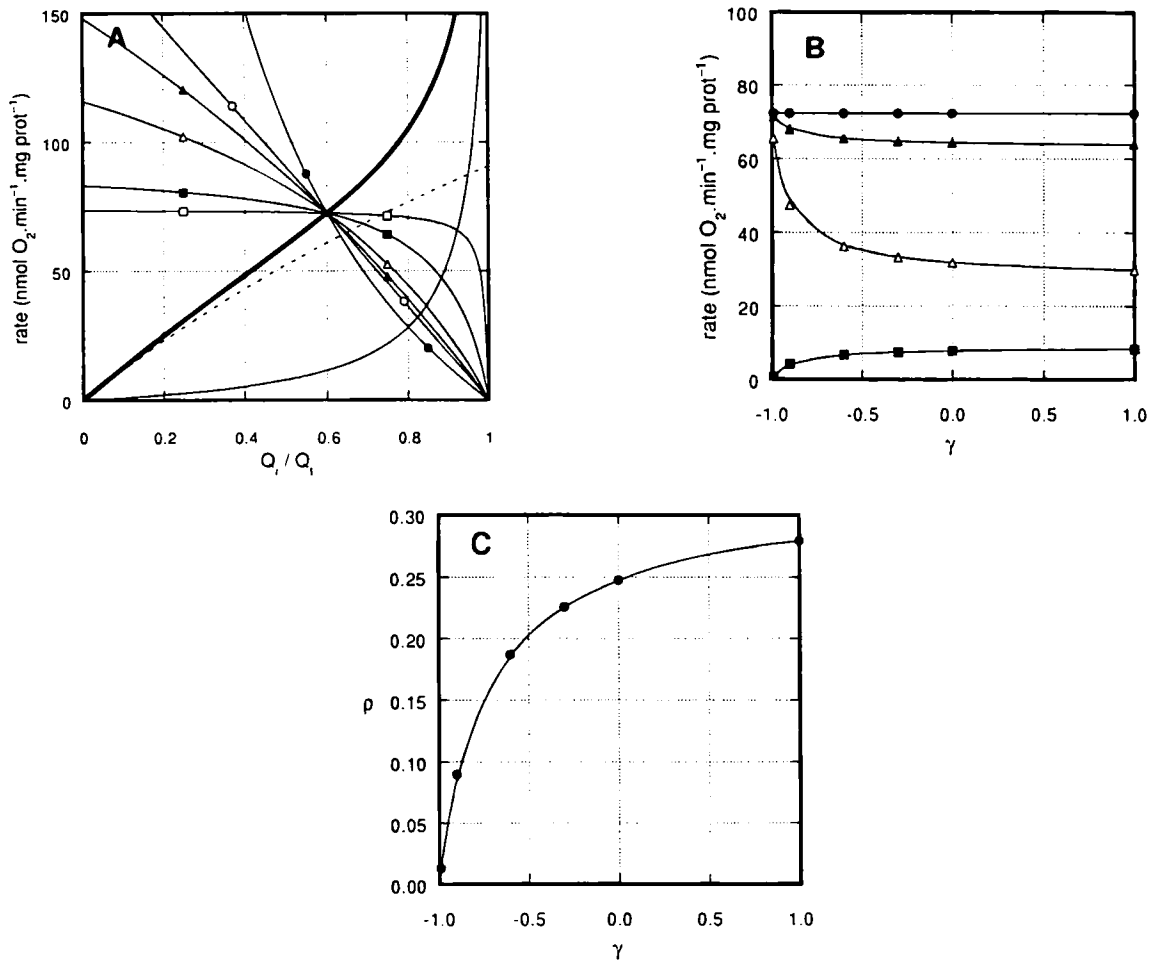 A
rate (nmol O₂.min⁻¹.mg prot⁻¹)
150
100
50
0
0 0.2 0.4 0.6 0.8 1
Qᵣ / Qₜ
B
rate (nmol O₂.min⁻¹.mg prot⁻¹)
100
80
60
40
20
0
-1.0 -0.5 0.0 0.5 1.0
γ
C
ρ
0.30
0.25
0.20
0.15
0.10
0.05
0.00
-1.0 -0.5 0.0 0.5 1.0
γ